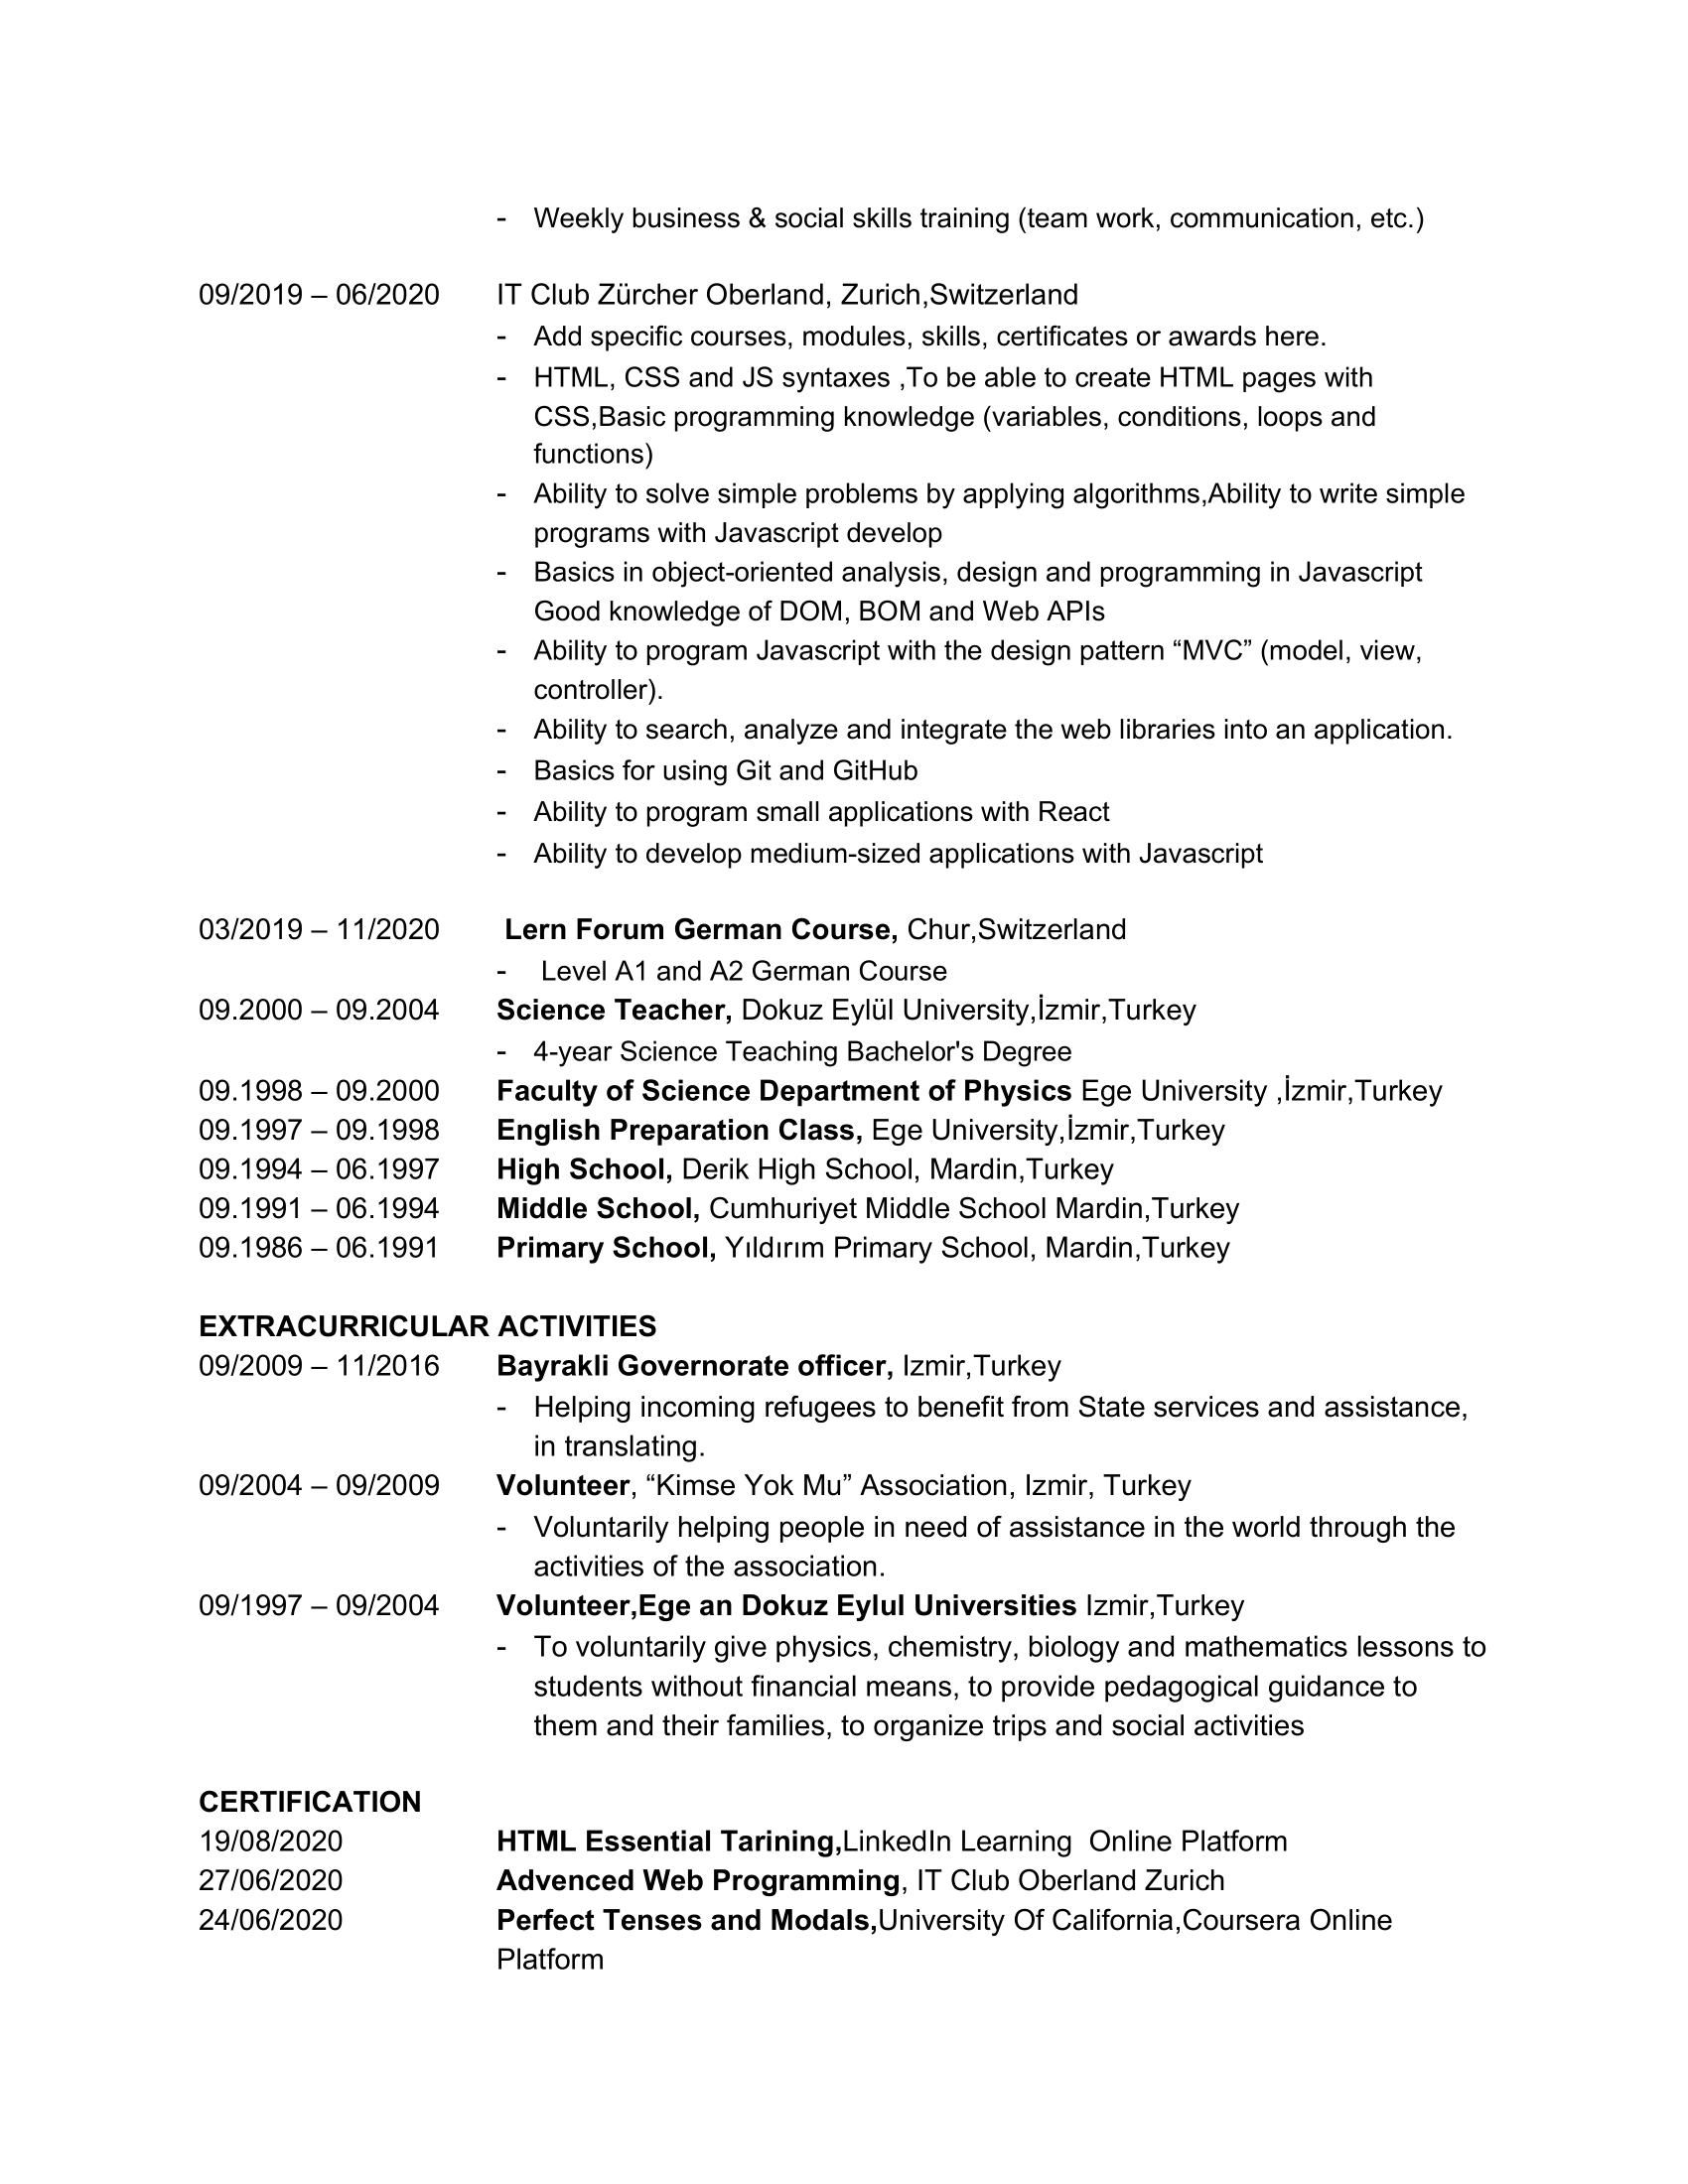 - Weekly business & social skills training (team work, communication, etc.)
09/2019 – 06/2020 IT Club Zürcher Oberland, Zurich,Switzerland
- Add specific courses, modules, skills, certificates or awards here.
- HTML, CSS and JS syntaxes ,To be able to create HTML pages with
CSS,Basic programming knowledge (variables, conditions, loops and
functions)
- Ability to solve simple problems by applying algorithms,Ability to write simple
programs with Javascript develop
- Basics in object-oriented analysis, design and programming in Javascript
Good knowledge of DOM, BOM and Web APIs
- Ability to program Javascript with the design pattern “MVC” (model, view,
controller).
- Ability to search, analyze and integrate the web libraries into an application.
- Basics for using Git and GitHub
- Ability to program small applications with React
- Ability to develop medium-sized applications with Javascript
03/2019 – 11/2020 Lern Forum German Course, Chur,Switzerland
- Level A1 and A2 German Course
09.2000 – 09.2004 Science Teacher, Dokuz Eylül University,İzmir,Turkey
- 4-year Science Teaching Bachelor's Degree
09.1998 – 09.2000 Faculty of Science Department of Physics Ege University ,İzmir,Turkey
09.1997 – 09.1998 English Preparation Class, Ege University,İzmir,Turkey
09.1994 – 06.1997 High School, Derik High School, Mardin,Turkey
09.1991 – 06.1994 Middle School, Cumhuriyet Middle School Mardin,Turkey
09.1986 – 06.1991 Primary School, Yıldırım Primary School, Mardin,Turkey
EXTRACURRICULAR ACTIVITIES
09/2009 – 11/2016 Bayrakli Governorate officer, Izmir,Turkey
- Helping incoming refugees to benefit from State services and assistance,
in translating.
09/2004 – 09/2009 Volunteer, “Kimse Yok Mu” Association, Izmir, Turkey
- Voluntarily helping people in need of assistance in the world through the
activities of the association.
09/1997 – 09/2004 Volunteer,Ege an Dokuz Eylul Universities Izmir,Turkey
- To voluntarily give physics, chemistry, biology and mathematics lessons to
students without financial means, to provide pedagogical guidance to
them and their families, to organize trips and social activities
CERTIFICATION
19/08/2020 HTML Essential Tarining,LinkedIn Learning  Online Platform
27/06/2020 Advenced Web Programming, IT Club Oberland Zurich
24/06/2020 Perfect Tenses and Modals,University Of California,Coursera Online
Platform